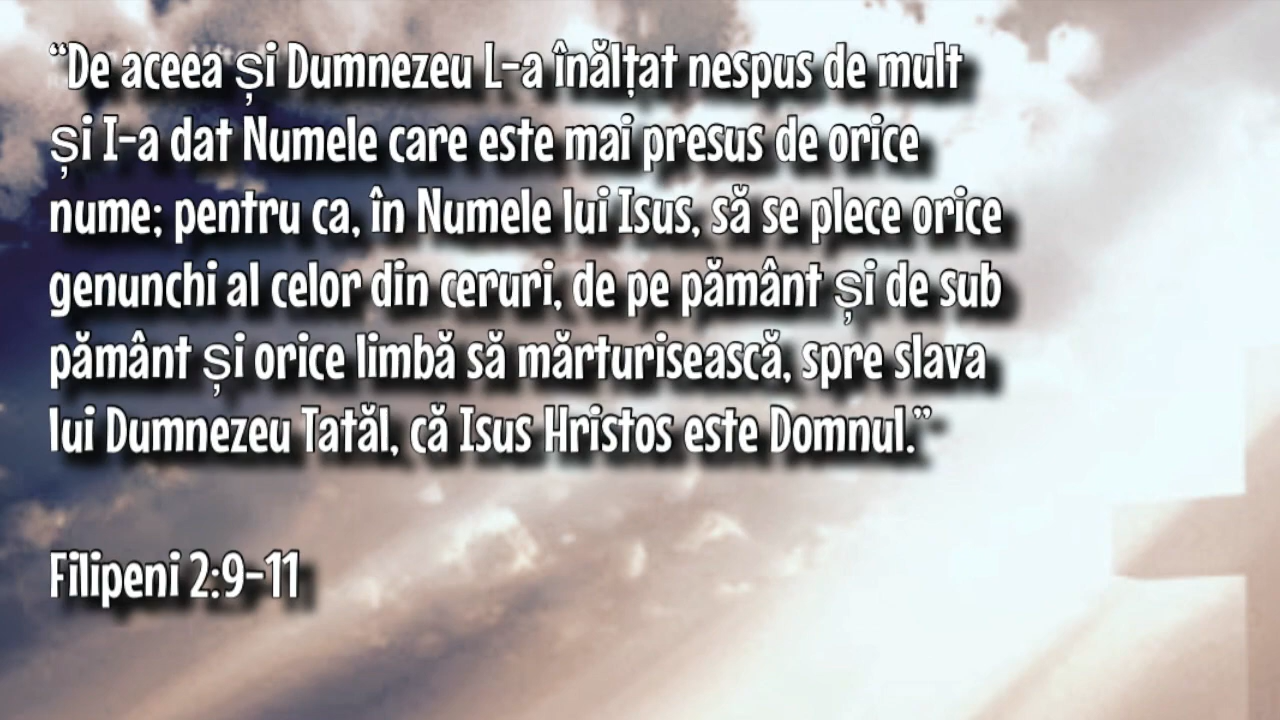 “De aceea și Dumnezeu L-a înălțat nespus de mult
și I-a dat Numele care este mai presus de orice
nume; pentru ca, în Numele lui Isus, să se plece orice
genunchi al celor din ceruri, de pe pământ și de sub
pământ și orice limbă să mărturisească, spre slava
lui Dumnezeu Tatăl, că Isus Hristos este Domnul.”
Filipeni 2:9-11